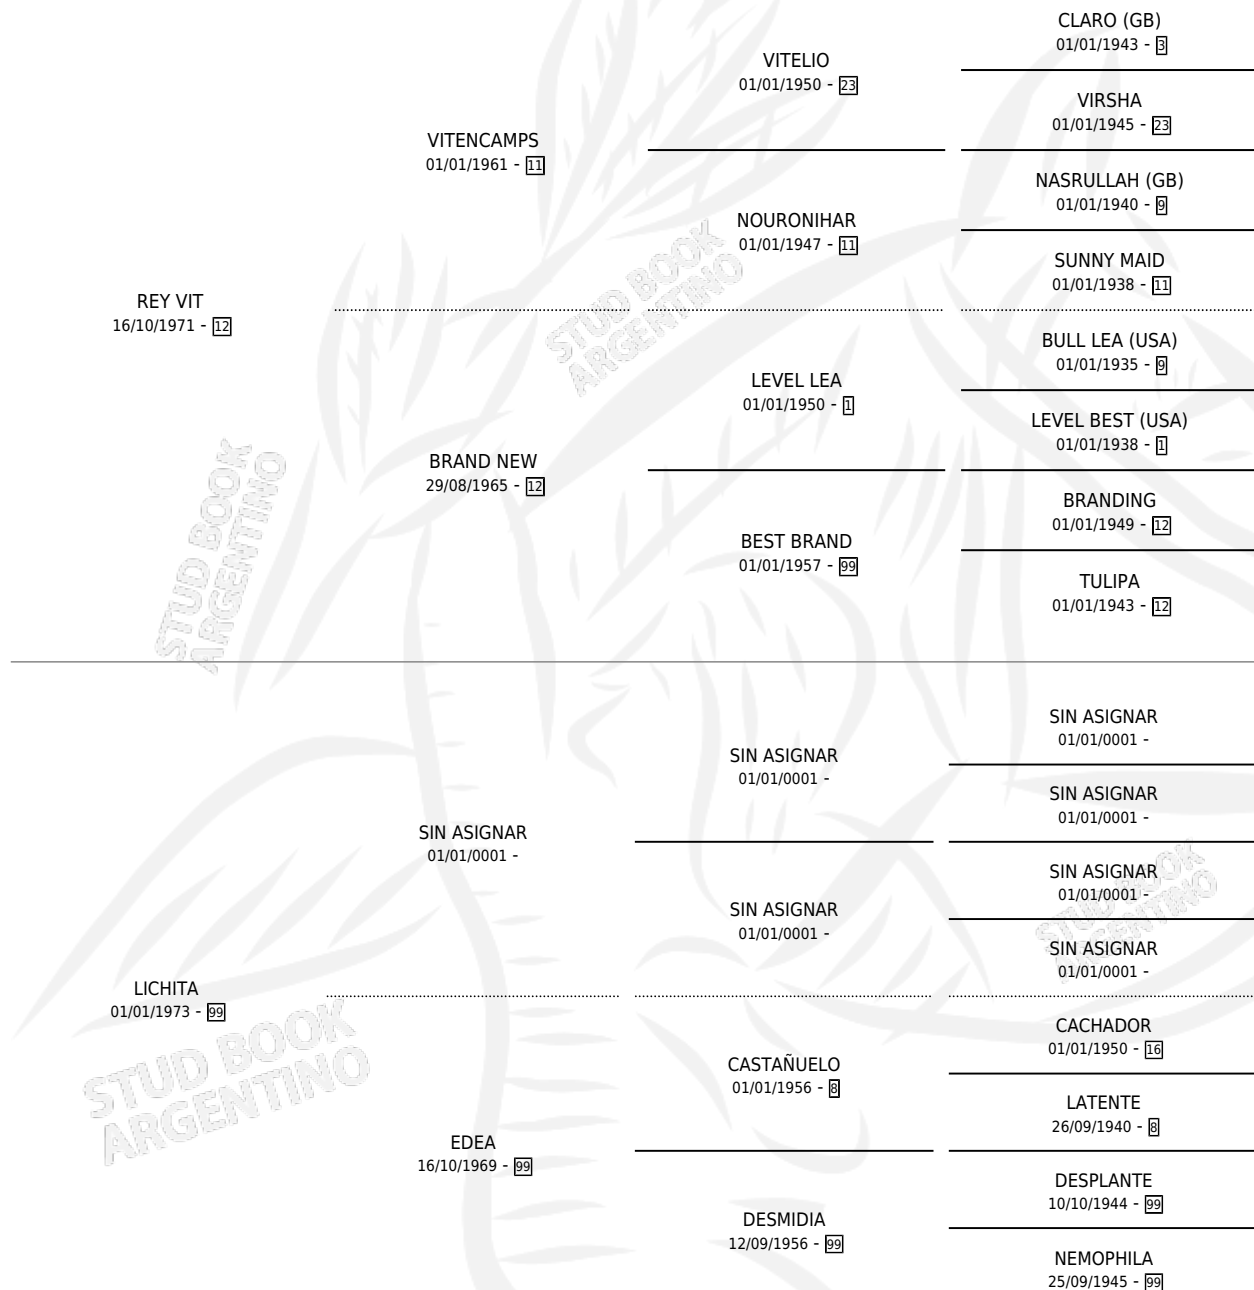 CLARO (GB)
01/01/1943 - 3
VITELIO
01/01/1950 - 23
VIRSHA
01/01/1945 - 23
VITENCAMPS
01/01/1961 - 11
NASRULLAH (GB)
01/01/1940 - 9
NOURONIHAR
01/01/1947 - 11
SUNNY MAID
01/01/1938 - 11
REY VIT
16/10/1971 - 12
BULL LEA (USA)
01/01/1935 - 9
LEVEL LEA
01/01/1950 - 1
LEVEL BEST (USA)
01/01/1938 - 1
BRAND NEW
29/08/1965 - 12
BRANDING
01/01/1949 - 12
BEST BRAND
01/01/1957 - 99
TULIPA
01/01/1943 - 12
STUD BOOK
ARGENTINO
STUD BOOK
ARGENTINO
SIN ASIGNAR
01/01/0001 -
SIN ASIGNAR
01/01/0001 -
SIN ASIGNAR
01/01/0001 -
SIN ASIGNAR
01/01/0001 -
SIN ASIGNAR
01/01/0001 -
SIN ASIGNAR
01/01/0001 -
SIN ASIGNAR
01/01/0001 -
STUD BOOK
ARGENTINO
LICHITA
01/01/1973 - 99
CACHADOR
01/01/1950 - 16
CASTAÑUELO
01/01/1956 - 8
LATENTE
26/09/1940 - 8
EDEA
16/10/1969 - 99
DESPLANTE
10/10/1944 - 99
DESMIDIA
12/09/1956 - 99
NEMOPHILA
25/09/1945 - 99
STUD BOOK
ARGENTINO